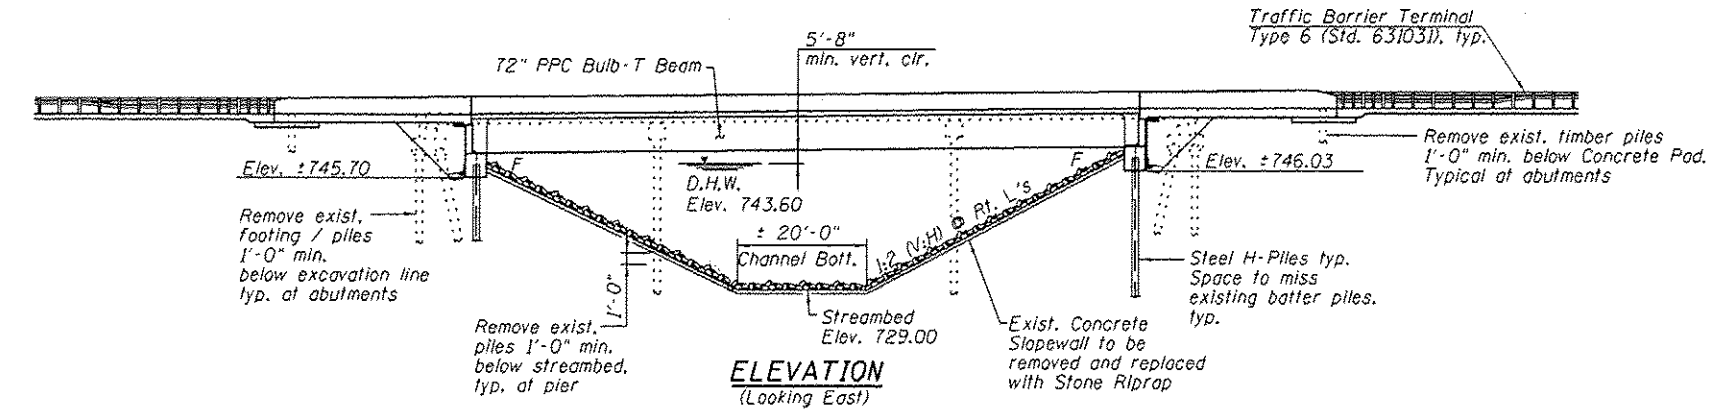 Traffic Barrier Terminal
Type 6 (Std. 631031), typ.
5'-8"
min. vert. clr.
72" PPC Bulb-T Beam
Elev. ±745.70
F
D.H.W.
Elev. 743.60
F
Elev. ±746.03
Remove exist. timber piles
1'-0" min. below Concrete Pad.
Typical at abutments
Remove exist.
footing / piles
1'-0" min.
below excavation line
typ. at abutments
± 20'-0"
Channel Bott.
1:2 (V:H) @ Rt. L's
1'-0"
Steel H-Piles typ.
Space to miss
existing batter piles.
typ.
Remove exist.
piles 1'-0" min.
below streambed,
typ. at pier
Streambed
Elev. 729.00
Exist. Concrete
Slopewall to be
removed and replaced
with Stone Riprap
ELEVATION
(Looking East)